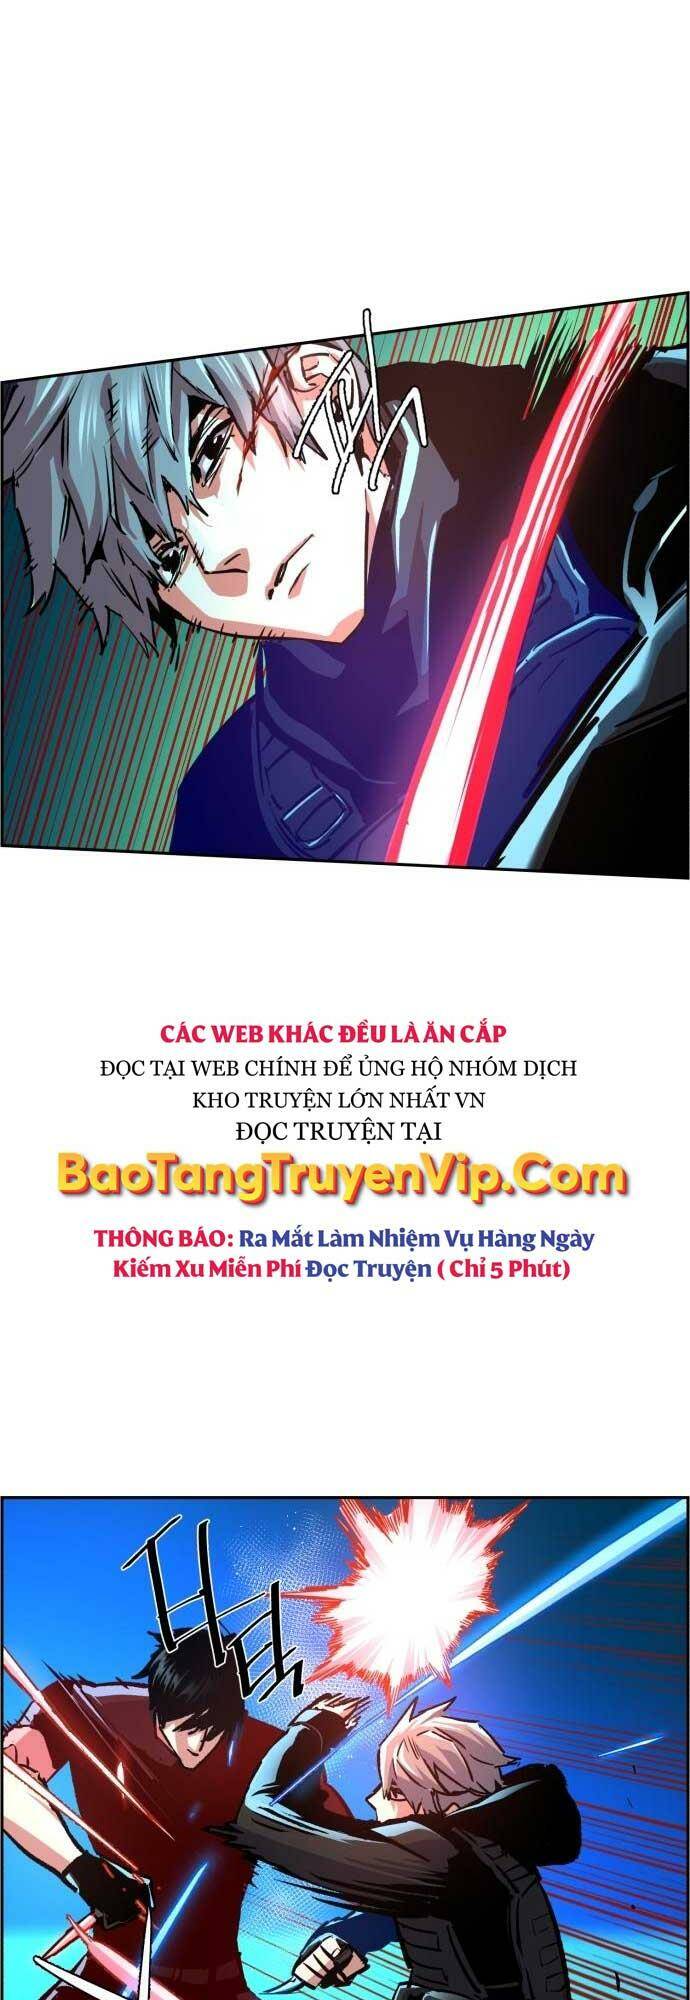 CÁC WEB KHÁC ĐỀU LÀ ĂN CẮP
ĐỌC TẠI WEB CHÍNH ĐỂ ỦNG HỘ NHÓM DỊCH
KHO TRUYỆN LỚN NHẤT VN
ĐỌC TRUYỆN TẠI
BaoTangTruyenVip.Com
THÔNG BÁO: Ra Mắt Làm Nhiệm Vụ Hàng Ngày
Kiếm Xu Miễn Phí Đọc Truyện ( Chỉ 5 Phút)